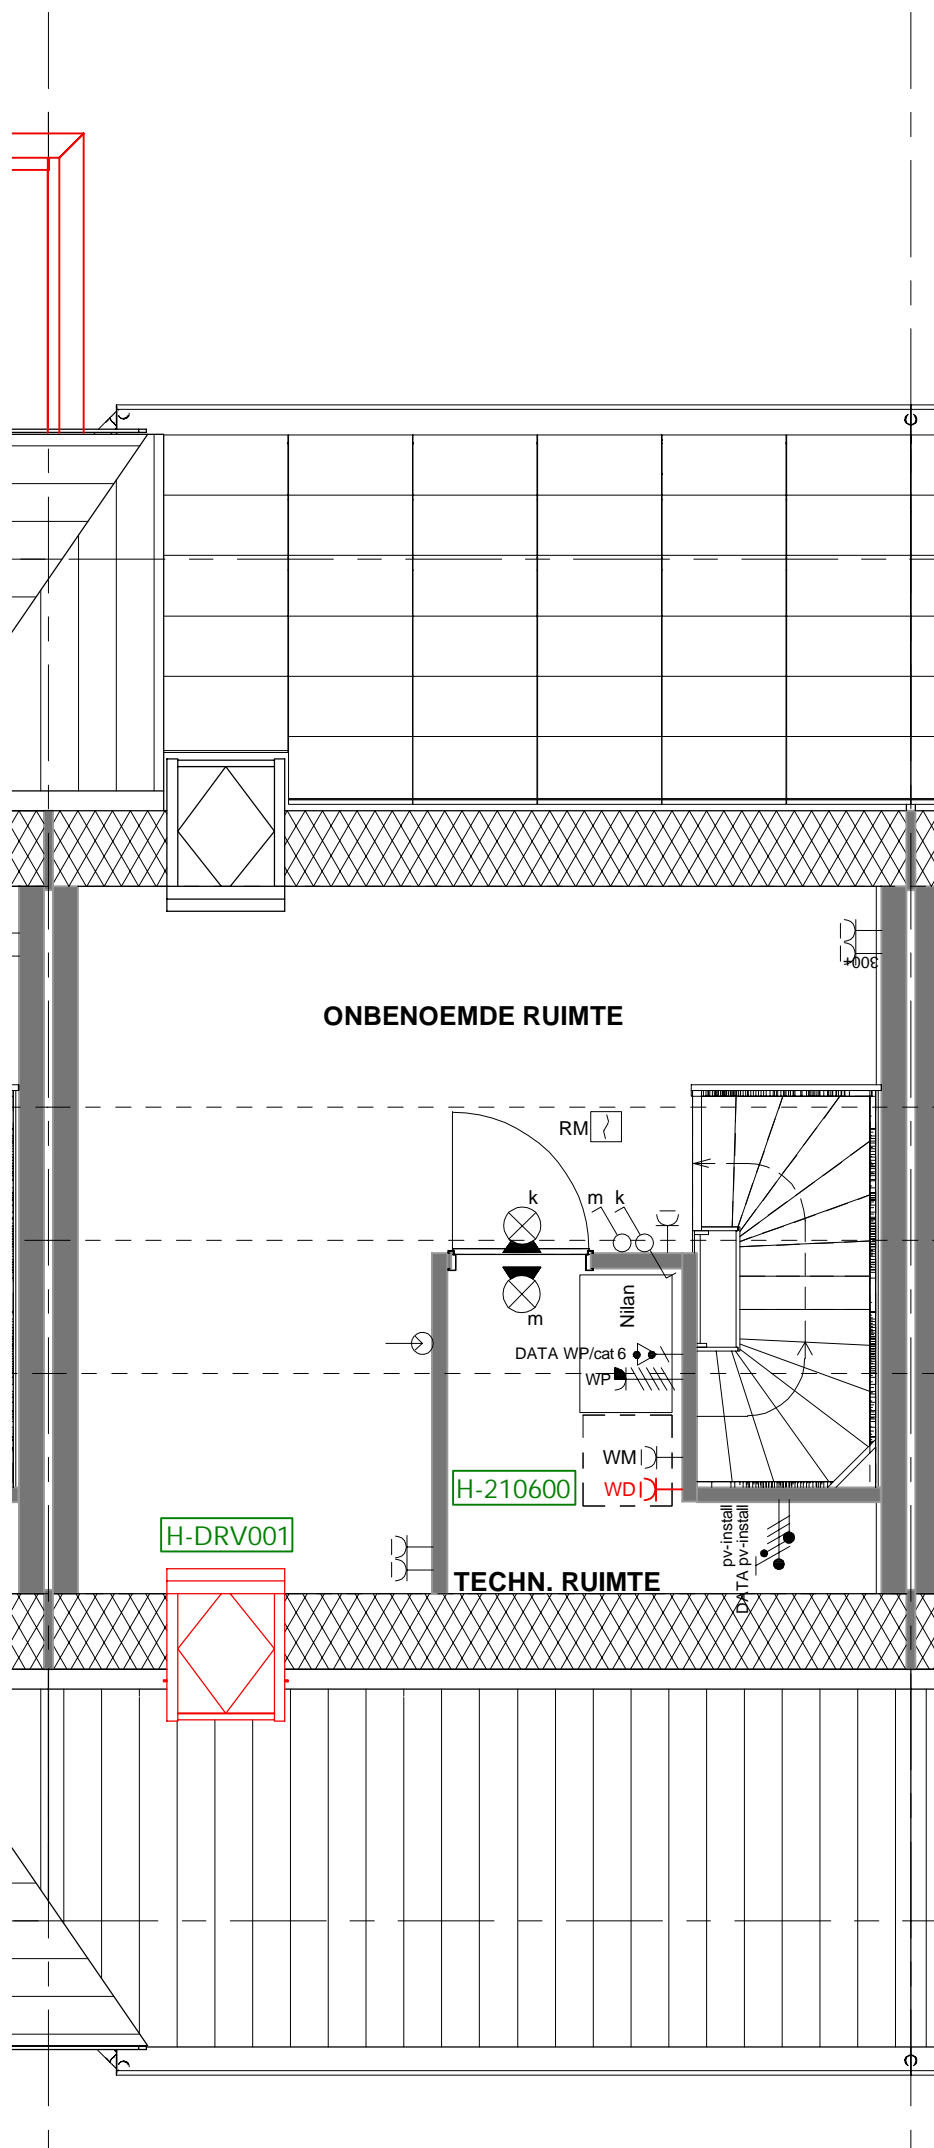 300+
ONBENOEMDE RUIMTE
RM
k
m k
m
Nilan
DATA WP/cat 6
WP
WM
H-210600
WD
H-DRV001
pv-install
DATA pv-install
TECHN. RUIMTE